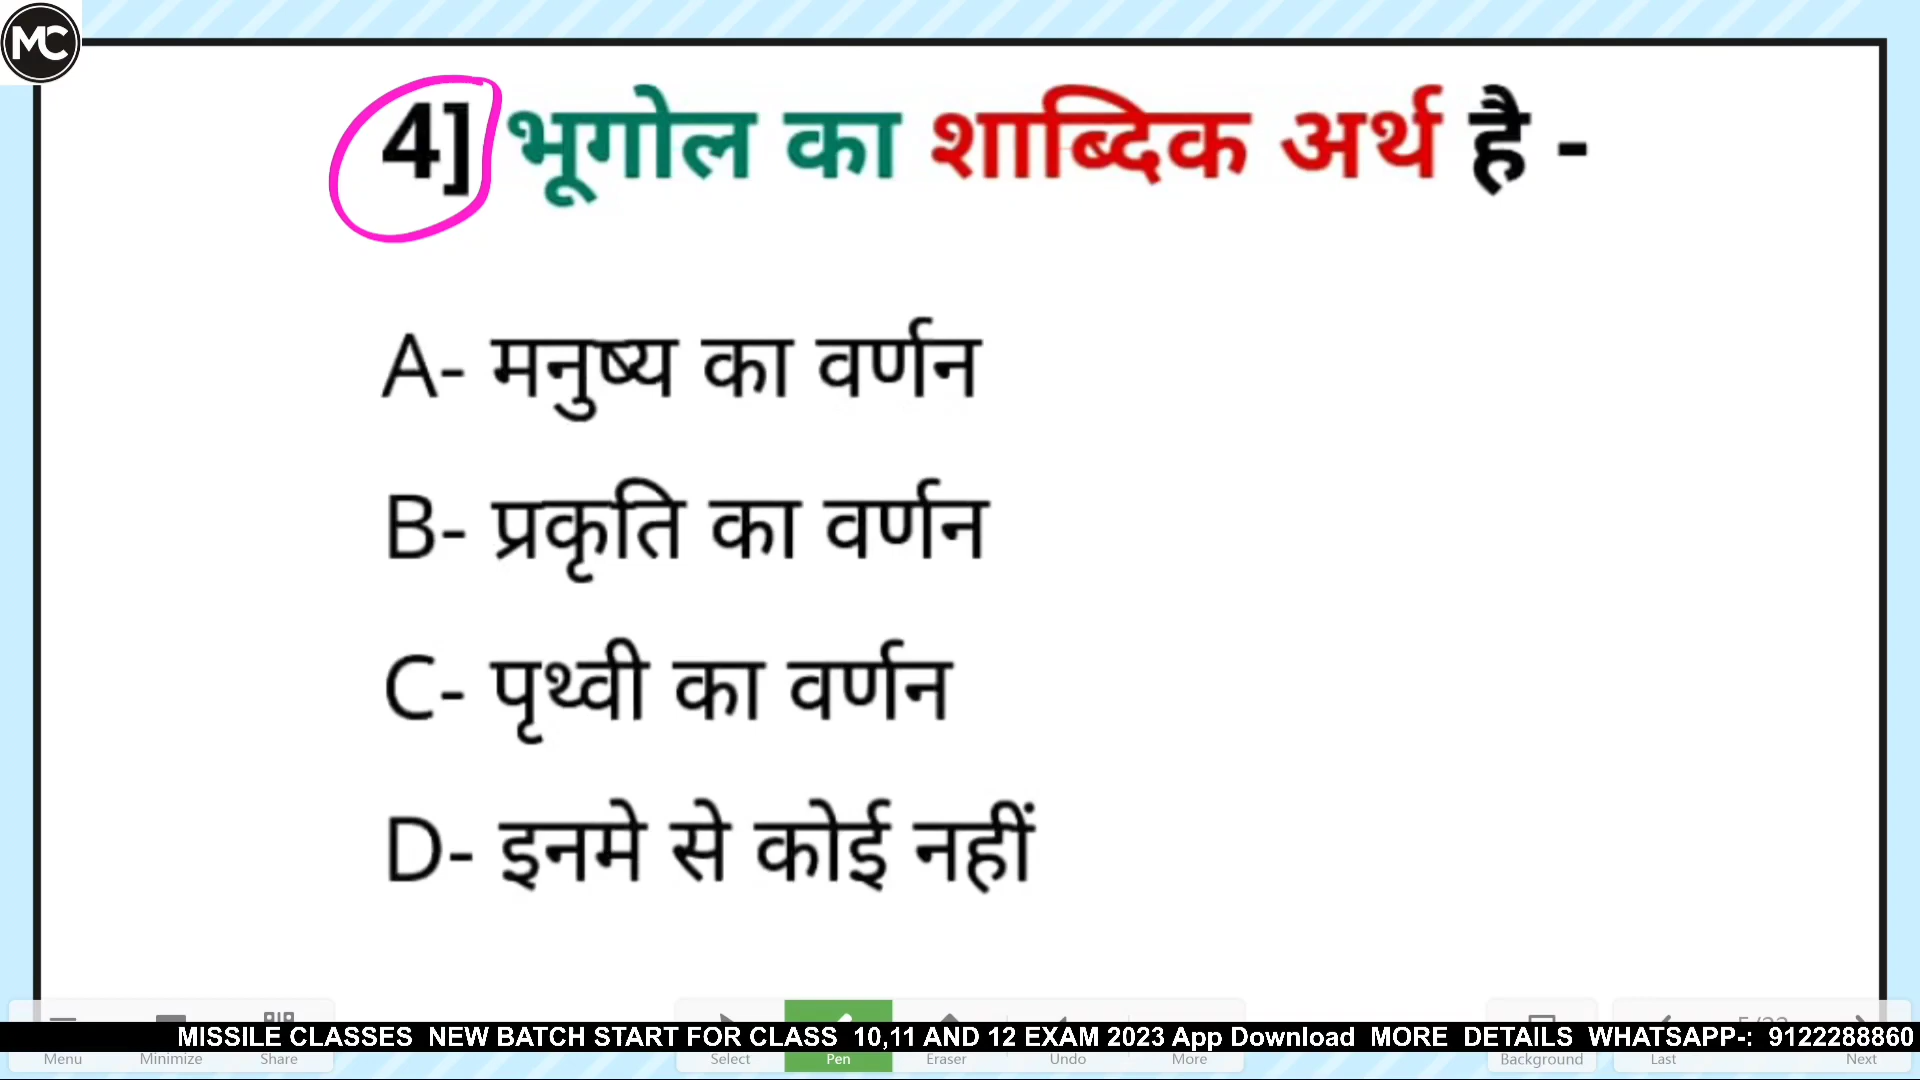 MC
4] भूगोल का शाब्दिक अर्थ है -
A- मनुष्य का वर्णन
B- प्रकृति का वर्णन
C- पृथ्वी का वर्णन
D- इनमे से कोई नहीं
MISSILE CLASSES NEW BATCH START FOR CLASS 10,11 AND 12 EXAM 2023 App Download MORE DETAILS WHATSAPP-: 9122288860
Menu Minimize Share Select Pen Eraser Undo More Background Last Next